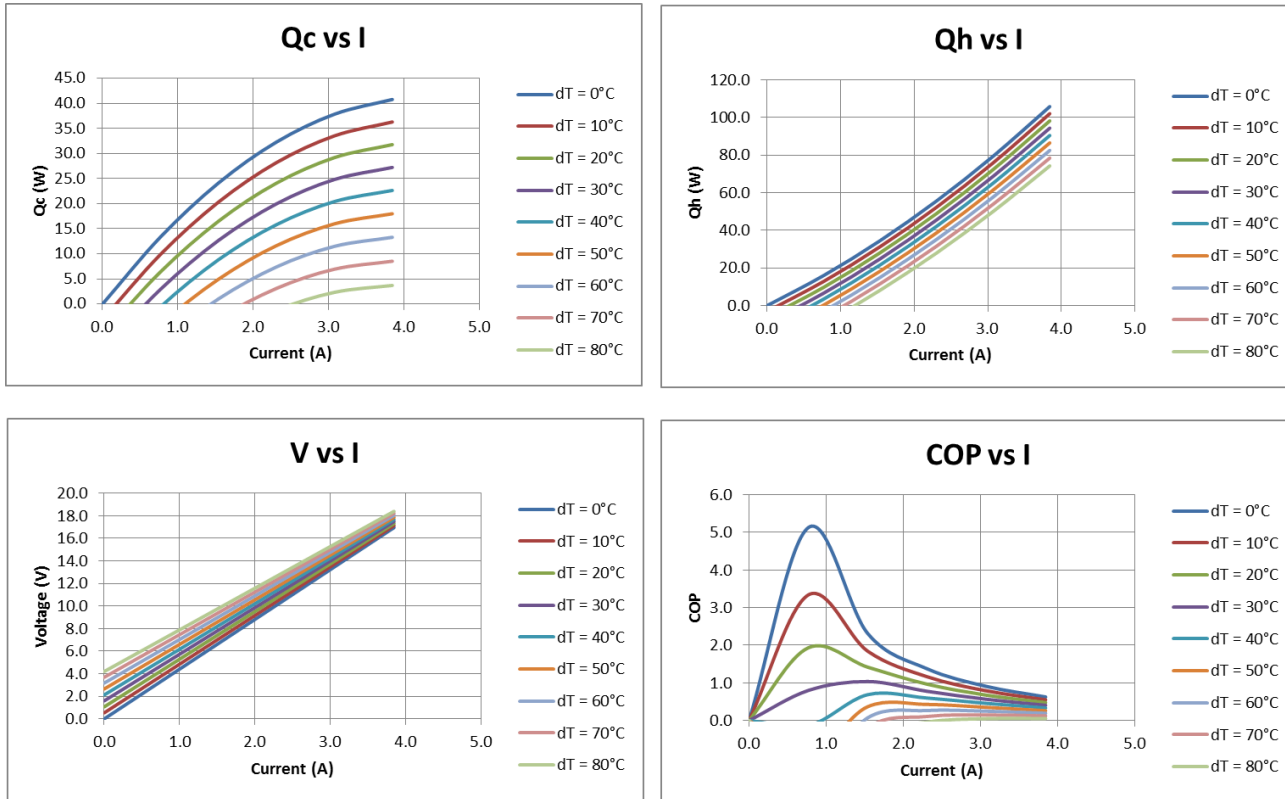 Qc vs I
45.0
40.0
35.0
30.0
25.0
20.0
15.0
10.0
5.0
0.0
Qc (W)
0.0 1.0 2.0 3.0 4.0 5.0
Current (A)
dT = 0°C
dT = 10°C
dT = 20°C
dT = 30°C
dT = 40°C
dT = 50°C
dT = 60°C
dT = 70°C
dT = 80°C
Qh vs I
120.0
100.0
80.0
60.0
40.0
20.0
0.0
Qh (W)
0.0 1.0 2.0 3.0 4.0 5.0
Current (A)
dT = 0°C
dT = 10°C
dT = 20°C
dT = 30°C
dT = 40°C
dT = 50°C
dT = 60°C
dT = 70°C
dT = 80°C
V vs I
20.0
18.0
16.0
14.0
12.0
10.0
8.0
6.0
4.0
2.0
0.0
Voltage (V)
0.0 1.0 2.0 3.0 4.0 5.0
Current (A)
dT = 0°C
dT = 10°C
dT = 20°C
dT = 30°C
dT = 40°C
dT = 50°C
dT = 60°C
dT = 70°C
dT = 80°C
COP vs I
6.0
5.0
4.0
3.0
2.0
1.0
0.0
COP
0.0 1.0 2.0 3.0 4.0 5.0
Current (A)
dT = 0°C
dT = 10°C
dT = 20°C
dT = 30°C
dT = 40°C
dT = 50°C
dT = 60°C
dT = 70°C
dT = 80°C